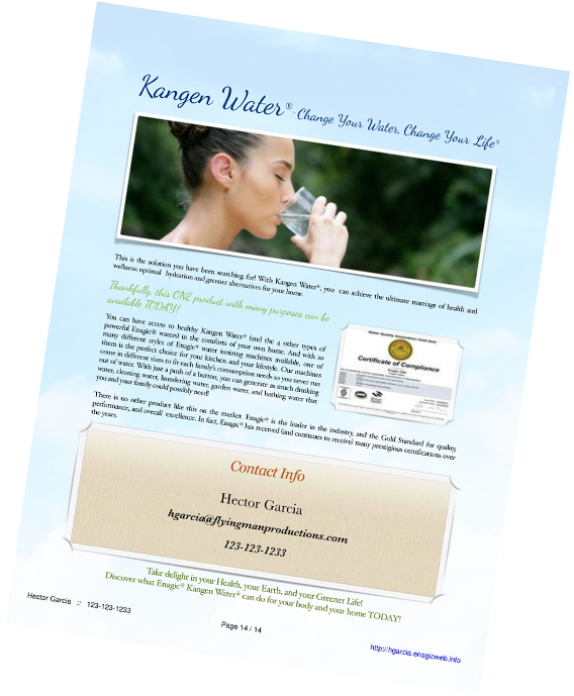 Kangen Water®-Change Your Water, Change Your Life®
This is the solution you have been searching for! With Kangen Water®, you can achieve the ultimate marriage of health and
wellness: optimal hydration and greener alternatives for your home.
Thankfully, this ONE product with many purposes can be
available TODAY!
You can have access to healthy Kangen Water® (and the 4 other types of
powerful Enagic® waters) in the comforts of your own home. And with so
many different styles of Enagic® water ionizing machines available, one of
them is the perfect choice for your kitchen and your lifestyle. Our machines
come in different sizes to fit each family's consumption needs so you never run
out of water. With just a push of a button, you can generate as much drinking
water, cleaning water, laundering water, garden water, and bathing water that
you and your family could possibly need!
Certificate of Compliance
There is no other product like this on the market. Enagic® is the leader in the industry, and the Gold Standard for quality,
performance, and overall excellence. In fact, Enagic® has received (and continues to receive) many prestigious certifications over
the years.
Contact Info
Hector Garcia
hgarcia@flyingmanproductions.com
123-123-1233
Take delight in your Health, your Earth, and your Greener Life!
Discover what Enagic® Kangen Water® can do for your body and your home TODAY!
Hector Garcia :: 123-123-1233
Page 14 / 14
http://hgarcia.enagicweb.info